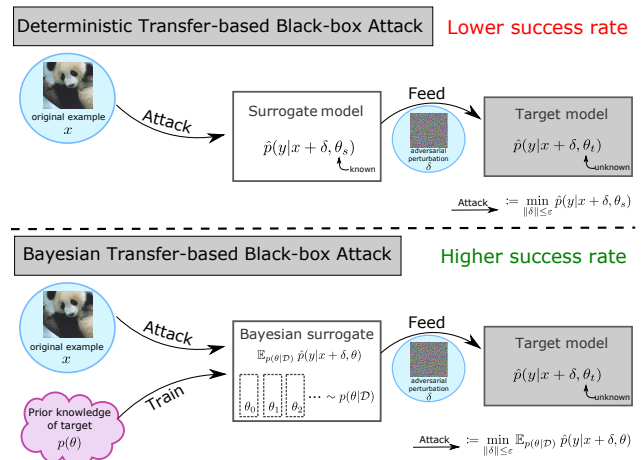 Deterministic Transfer-based Black-box Attack
Lower success rate
original example
x
Attack
Surrogate model
p̂(y|x + δ, θ_s)
known
Feed
adversarial
perturbation
δ
Target model
p̂(y|x + δ, θ_t)
unknown
Attack := min_{‖δ‖≤ε} p̂(y|x + δ, θ_s)
Bayesian Transfer-based Black-box Attack
Higher success rate
original example
x
Attack
Prior knowledge
of target
p(θ)
Train
Bayesian surrogate
𝔼_{p(θ|𝒟)} p̂(y|x + δ, θ)
θ_0 θ_1 θ_2 ··· ∼ p(θ|𝒟)
Feed
adversarial
perturbation
δ
Target model
p̂(y|x + δ, θ_t)
unknown
Attack := min_{‖δ‖≤ε} 𝔼_{p(θ|𝒟)} p̂(y|x + δ, θ)